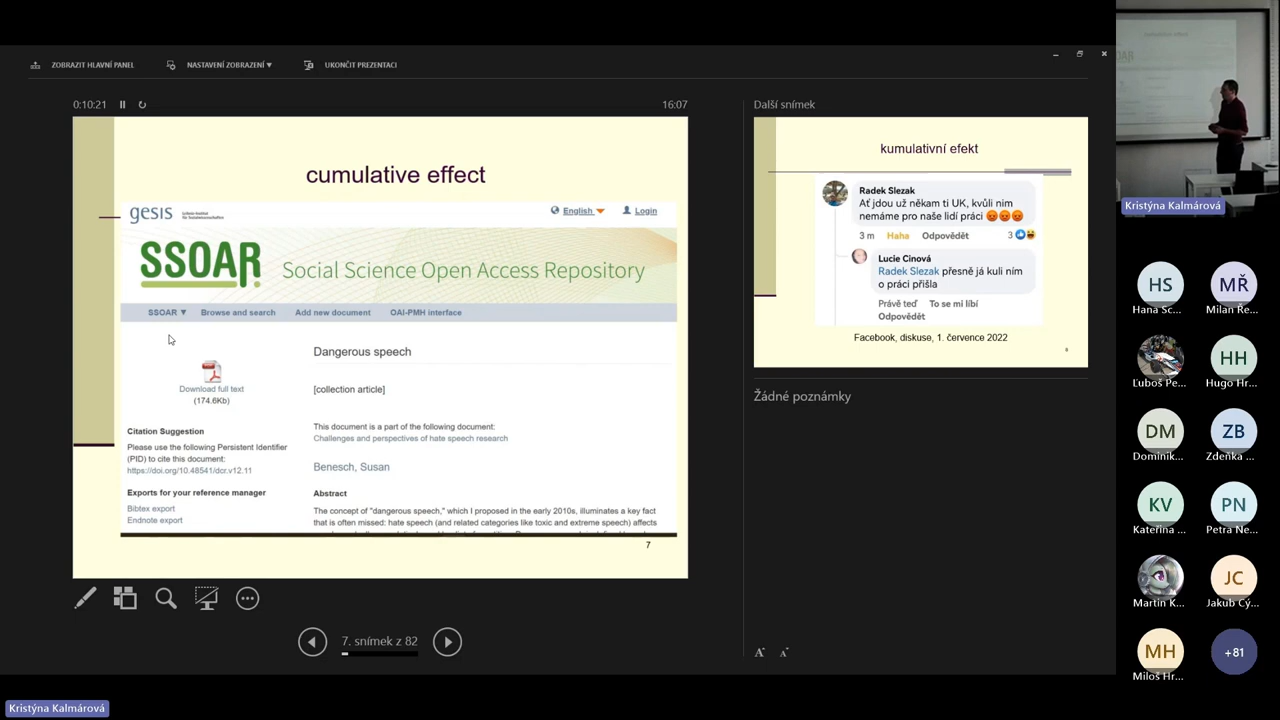 ZOBRAZIT HLAVNÍ PANEL
NASTAVENÍ ZOBRAZENÍ ▼
UKONČIT PREZENTACI
0:10:21
16:07
cumulative effect
gesis
English
Login
SSOAR
Social Science Open Access Repository
SSOAR ▼
Browse and search
Add new document
OAI-PMH interface
Dangerous speech
Download full text
(174.6Kb)
[collection article]
Citation Suggestion
Please use the following Persistent Identifier
(PID) to cite this document:
https://doi.org/10.48541/dcr.v12.11
Exports for your reference manager
Bibtex export
Endnote export
This document is a part of the following document:
Challenges and perspectives of hate speech research
Benesch, Susan
Abstract
The concept of "dangerous speech," which I proposed in the early 2010s, illuminates a key fact
that is often missed: hate speech (and related categories like toxic and extreme speech) affects
7
7. snímek z 82
Další snímek
kumulativní efekt
Radek Slezak
Ať jdou už někam ti UK, kvůli nim
nemáme pro naše lidí práci 😡😡😡
3 m
Haha
Odpovědět
3
Lucie Cinová
Radek Slezak přesně já kuli ním
o práci přišla
Právě teď
To se mi líbí
Odpovědět
Facebook, diskuse, 1. července 2022
Žádné poznámky
Kristýna Kalmárová
HS
Hana Sc...
MŘ
Milan Ře...
Ľuboš Pe...
HH
Hugo Hr...
DM
Dominik...
ZB
Zdeňka ...
KV
Kateřina ...
PN
Petra Ne...
Martin K...
JC
Jakub Cý...
MH
Miloš Hr...
+81
Kristýna Kalmárová